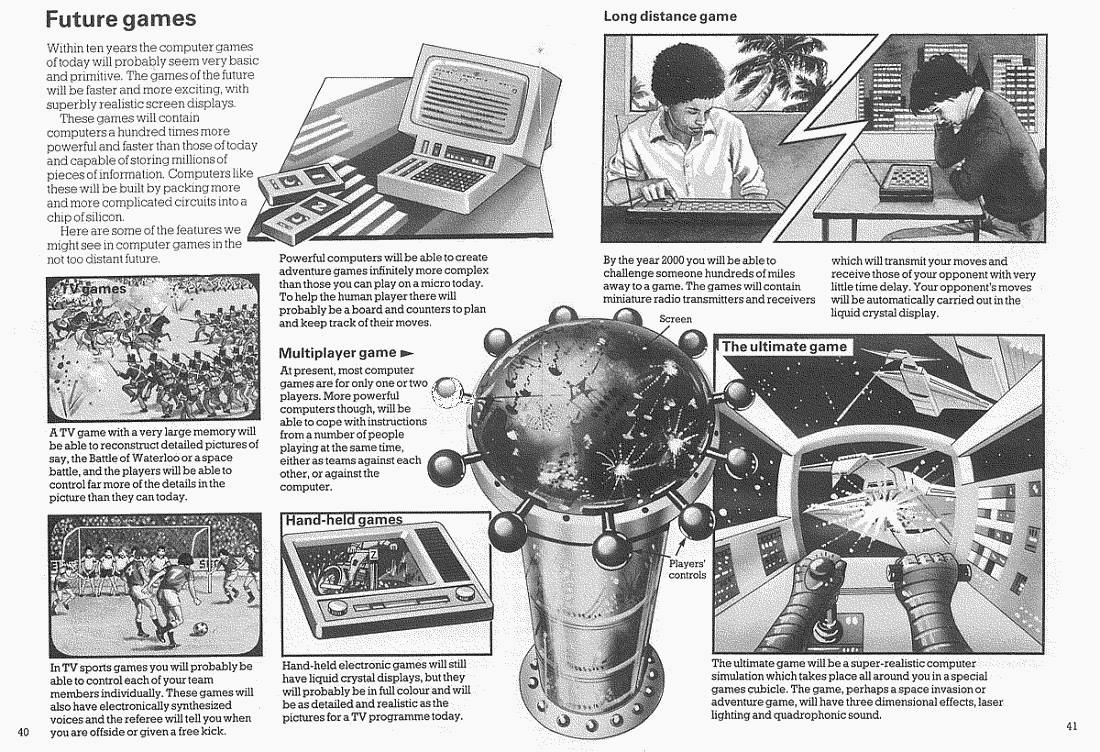 Future games
Within ten years the computer games
of today will probably seem very basic
and primitive. The games of the future
will be faster and more exciting, with
superbly realistic screen displays.
These games will contain
computers a hundred times more
powerful and faster than those of today
and capable of storing millions of
pieces of information. Computers like
these will be built by packing more
and more complicated circuits into a
chip of silicon.
Here are some of the features we
might see in computer games in the
not too distant future.
Powerful computers will be able to create
adventure games infinitely more complex
than those you can play on a micro today.
To help the human player there will
probably be a board and counters to plan
and keep track of their moves.
TV games
A TV game with a very large memory will
be able to reconstruct detailed pictures of
say, the Battle of Waterloo or a space
battle, and the players will be able to
control far more of the details in the
picture than they can today.
In TV sports games you will probably be
able to control each of your team
members individually. These games will
also have electronically synthesized
voices and the referee will tell you when
you are offside or given a free kick.
40
Multiplayer game
At present, most computer
games are for only one or two
players. More powerful
computers though, will be
able to cope with instructions
from a number of people
playing at the same time,
either as teams against each
other, or against the
computer.
Screen
Players'
controls
Hand-held games
Hand-held electronic games will still
have liquid crystal displays, but they
will probably be in full colour and will
be as detailed and realistic as the
pictures for a TV programme today.
Long distance game
By the year 2000 you will be able to
challenge someone hundreds of miles
away to a game. The games will contain
miniature radio transmitters and receivers
which will transmit your moves and
receive those of your opponent with very
little time delay. Your opponent's moves
will be automatically carried out in the
liquid crystal display.
The ultimate game
The ultimate game will be a super-realistic computer
simulation which takes place all around you in a special
games cubicle. The game, perhaps a space invasion or
adventure game, will have three dimensional effects, laser
lighting and quadrophonic sound.
41